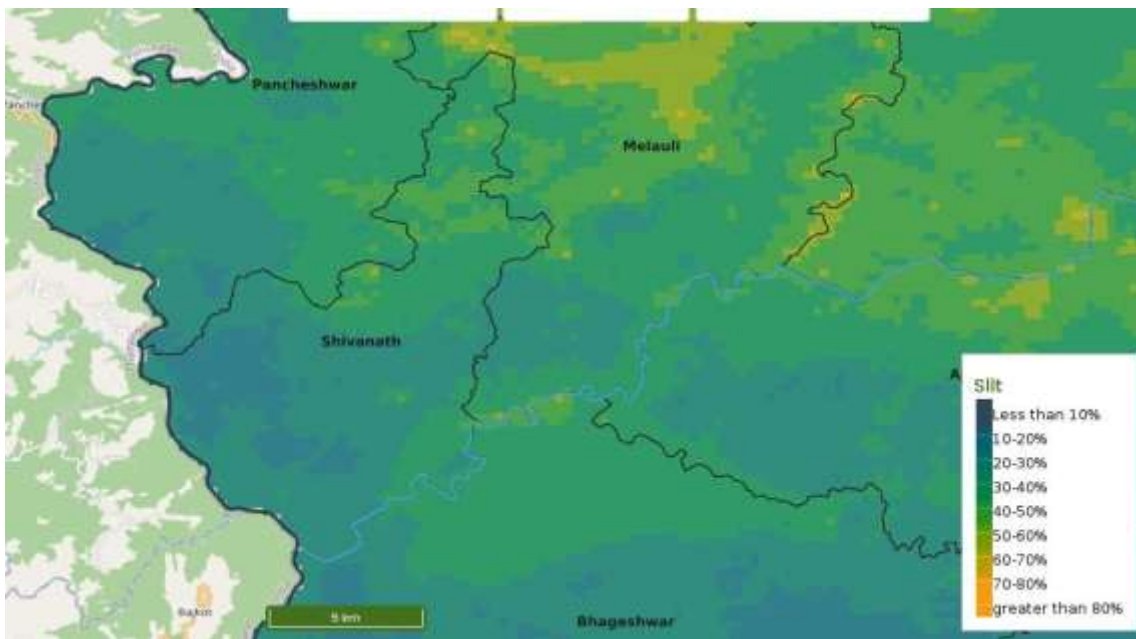 Pancheshwar
Melauli
Shivanath
A
Slit
Less than 10%
10-20%
20-30%
30-40%
40-50%
50-60%
60-70%
70-80%
greater than 80%
5 km
Bhageshwar